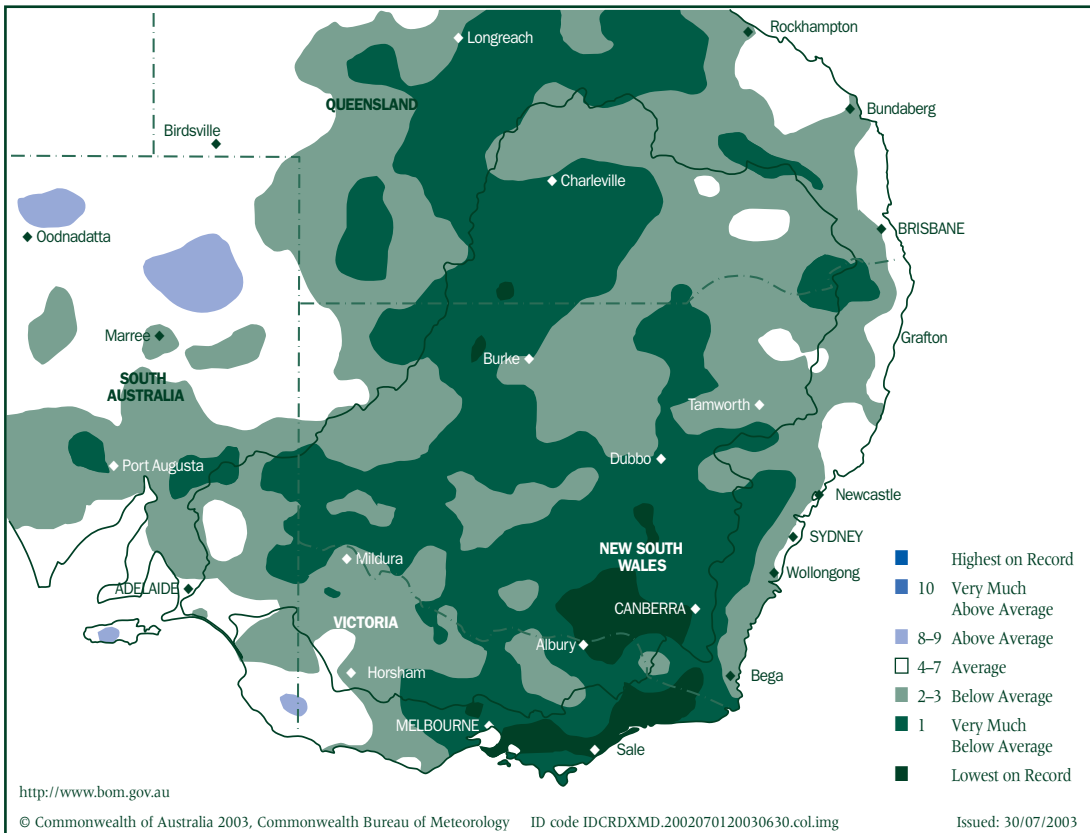 Rockhampton
Longreach
QUEENSLAND
Bundaberg
Birdsville
Charleville
Oodnadatta
BRISBANE
Marree
Burke
Grafton
SOUTH
AUSTRALIA
Tamworth
Port Augusta
Dubbo
Newcastle
SYDNEY
NEW SOUTH
WALES
Mildura
Wollongong
ADELAIDE
CANBERRA
VICTORIA
Albury
Horsham
Bega
MELBOURNE
Sale
Highest on Record
10 Very Much
Above Average
8–9 Above Average
4–7 Average
2–3 Below Average
1 Very Much
Below Average
Lowest on Record
http://www.bom.gov.au
© Commonwealth of Australia 2003, Commonwealth Bureau of Meteorology ID code IDCRDXMD.2002070120030630.col.img Issued: 30/07/2003